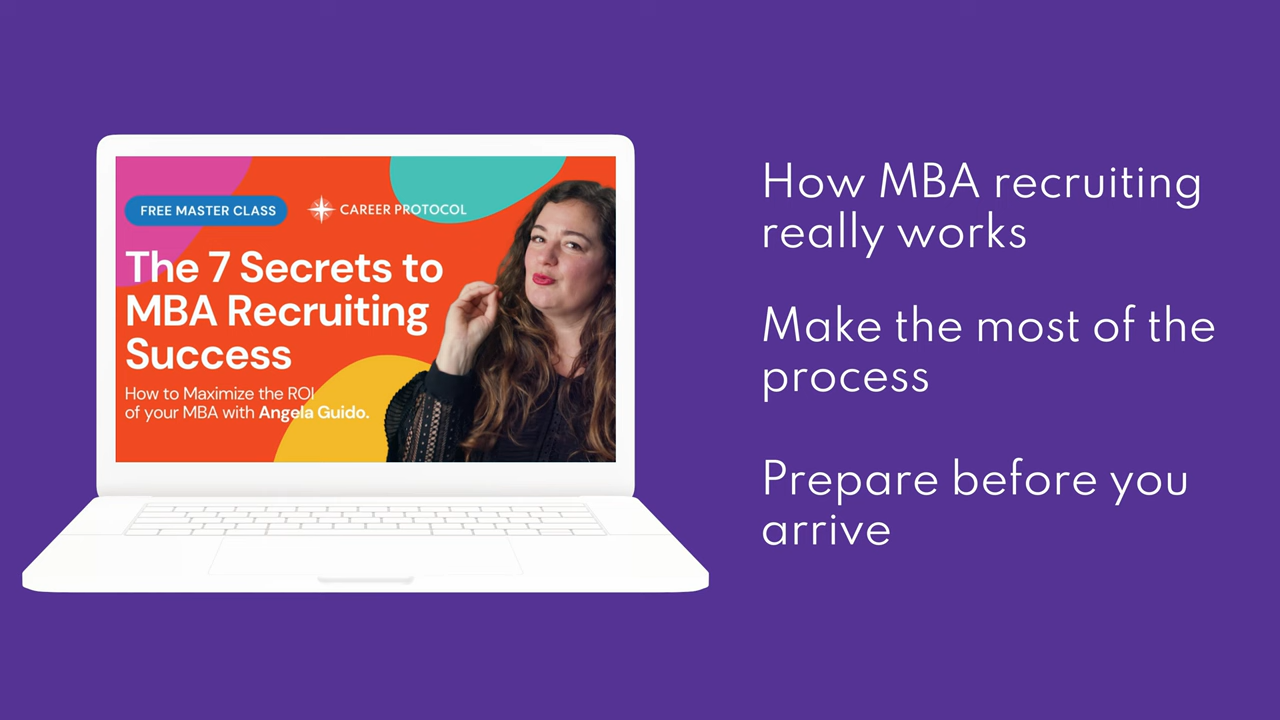 FREE MASTER CLASS
CAREER PROTOCOL
The 7 Secrets to
MBA Recruiting
Success
How to Maximize the ROI
of your MBA with Angela Guido.
How MBA recruiting
really works
Make the most of the
process
Prepare before you
arrive